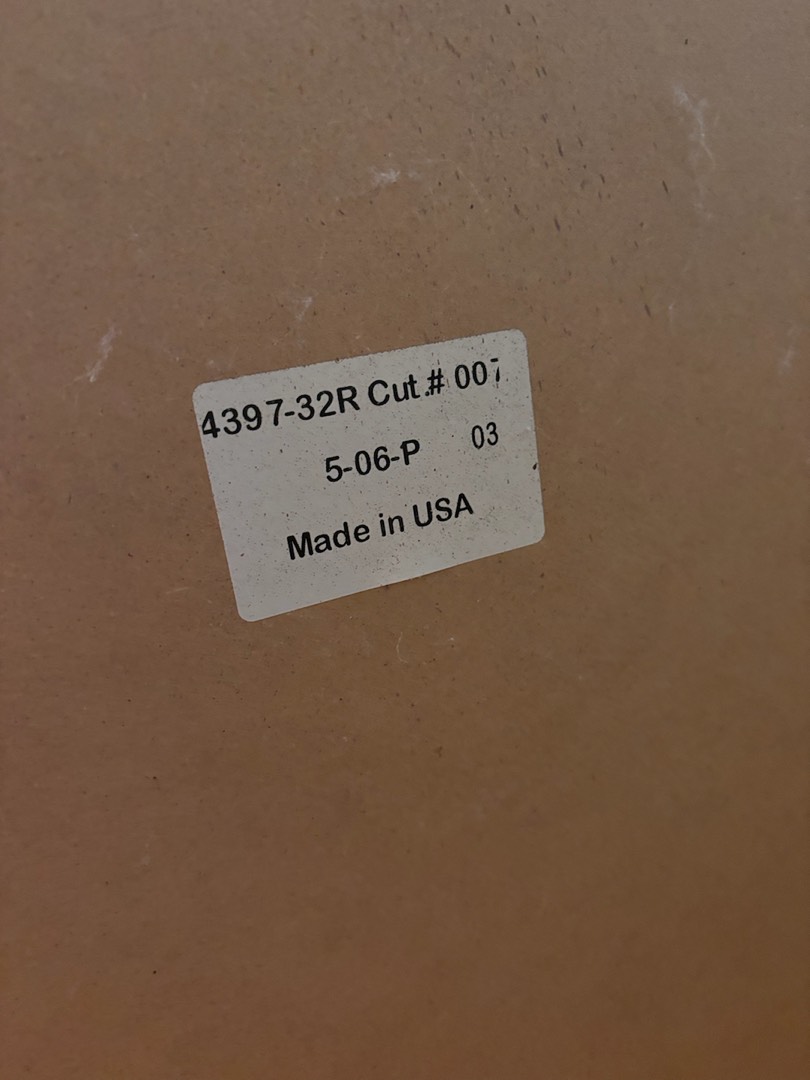 4397-32R Cut.# 007
5-06-P 03
Made in USA